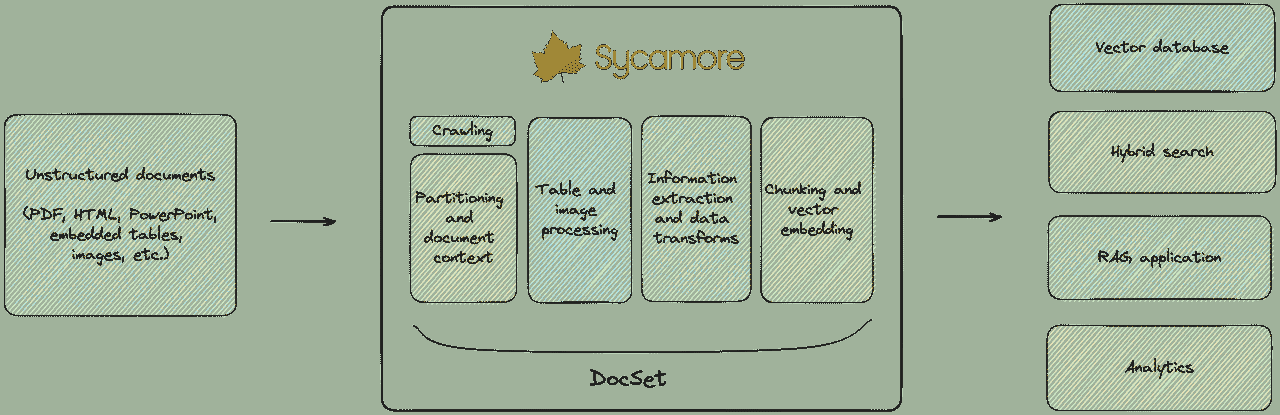 Unstructured documents
(PDF, HTML, PowerPoint,
embedded tables,
images, etc.)
Sycamore
Crawling
Partitioning
and
document
context
Table and
image
processing
Information
extraction
and data
transforms
Chunking and
vector
embedding
DocSet
Vector database
Hybrid search
RAG application
Analytics